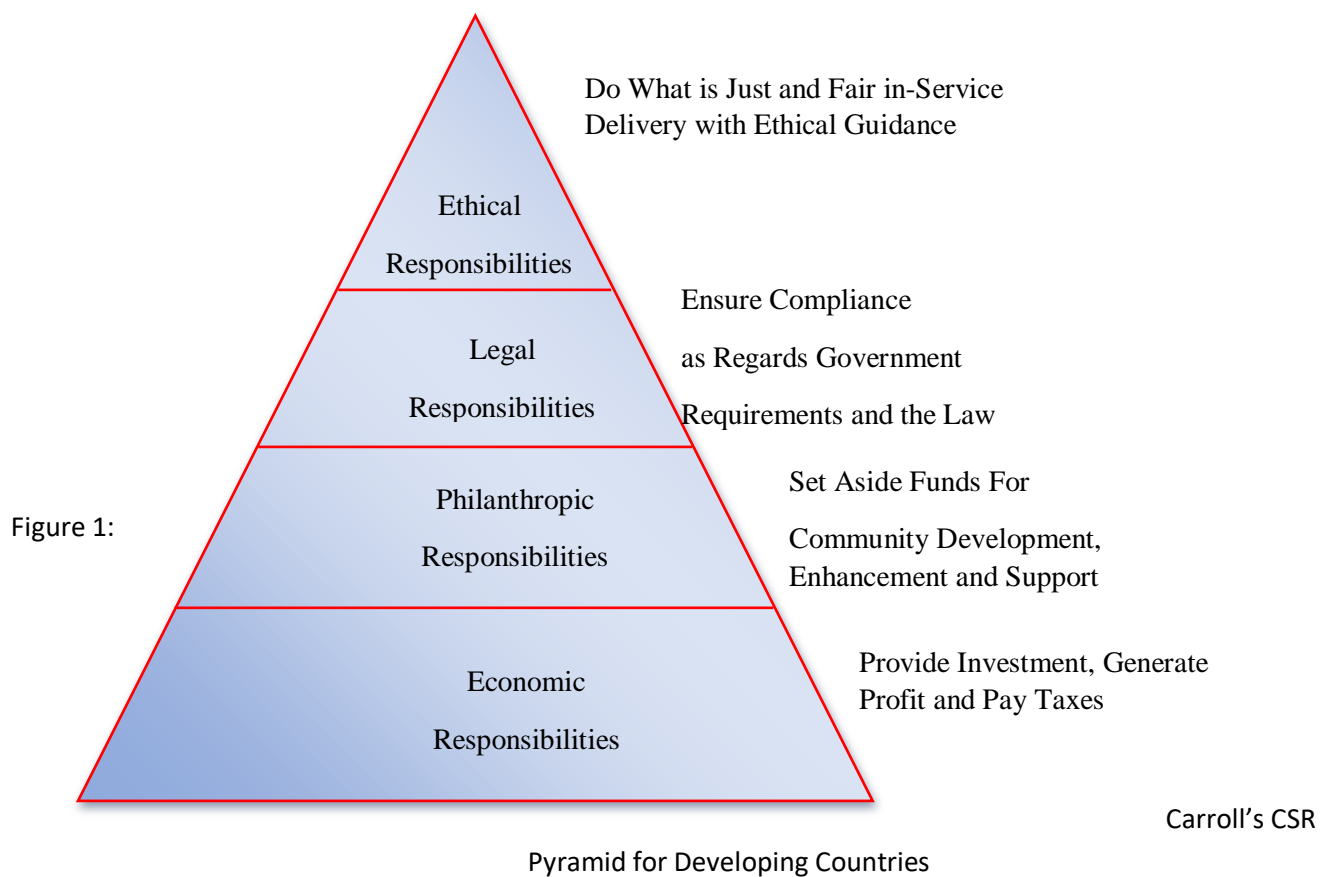 Do What is Just and Fair in-Service
Delivery with Ethical Guidance
Ethical
Responsibilities
Ensure Compliance
as Regards Government
Requirements and the Law
Legal
Responsibilities
Set Aside Funds For
Community Development,
Enhancement and Support
Philanthropic
Responsibilities
Figure 1:
Provide Investment, Generate
Profit and Pay Taxes
Economic
Responsibilities
Carroll’s CSR
Pyramid for Developing Countries